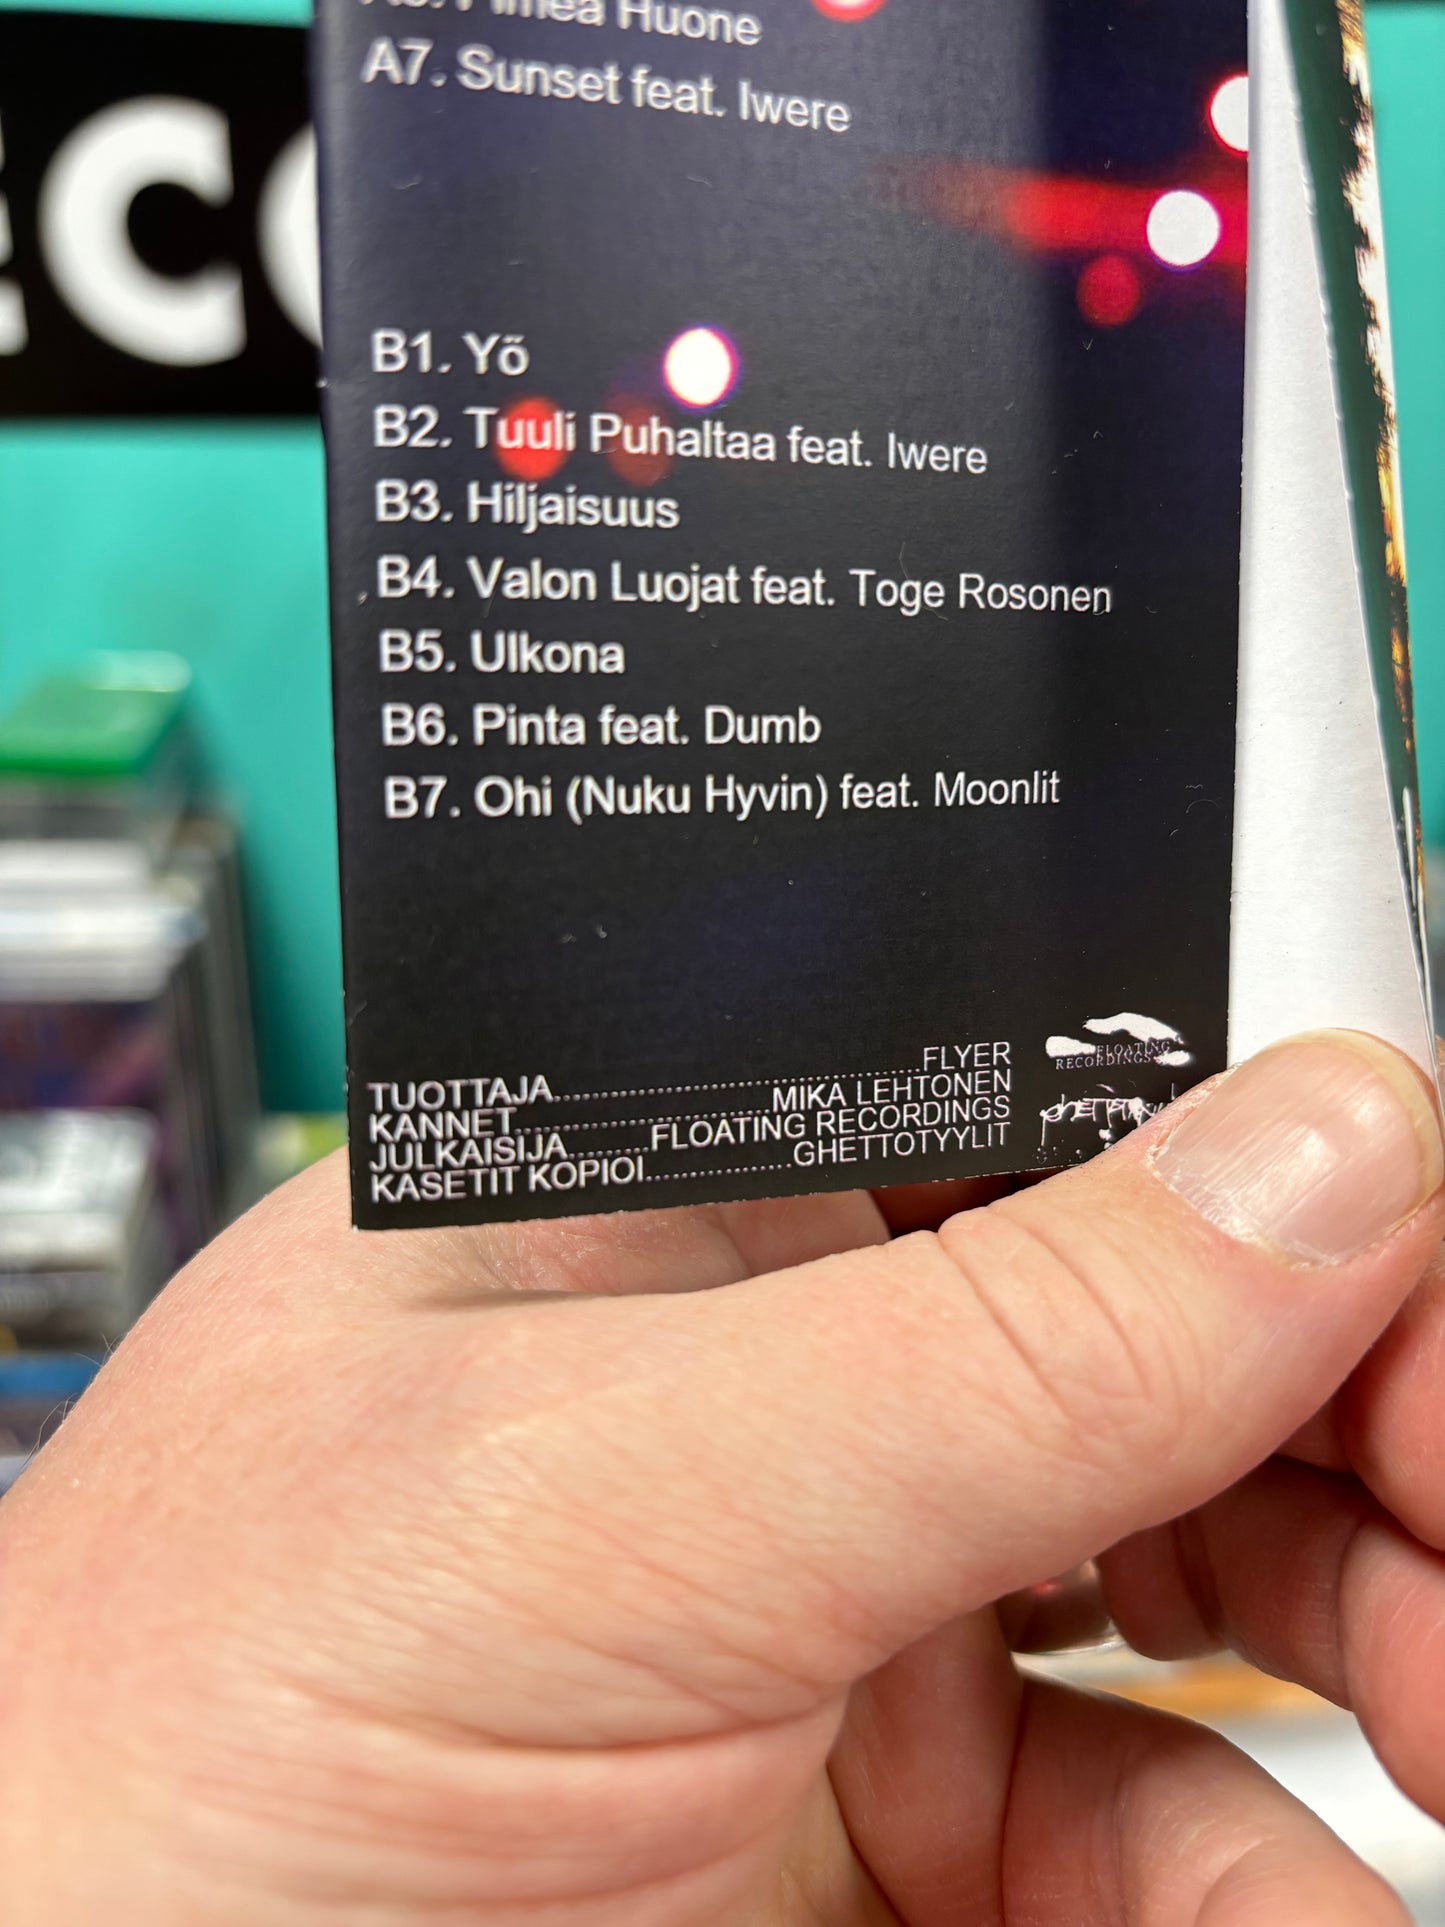 Pimea Huone
A7. Sunset feat. Iwere
B1. Yö
B2. Tuuli Puhaltaa feat. Iwere
B3. Hiljaisuus
B4. Valon Luojat feat. Toge Rosonen
B5. Ulkona
B6. Pinta feat. Dumb
B7. Ohi (Nuku Hyvin) feat. Moonlit
TUOTTAJA..........FLYER
KANNET..........MIKA LEHTONEN
JULKAISIJA..........FLOATING RECORDINGS
KASETIT KOPIOI..........GHETTOTYYLIT
FLOATING
RECORDINGS